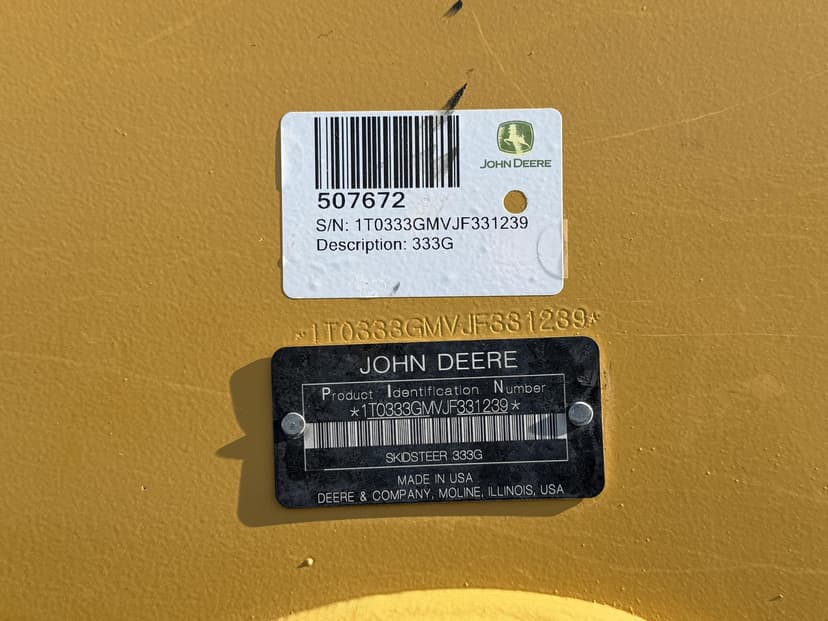 JOHN DEERE
507672
S/N: 1T0333GMVJF331239
Description: 333G
*1T0333GMVJF331239*
JOHN DEERE
Product Identification Number
*1T0333GMVJF331239*
SKIDSTEER 333G
MADE IN USA
DEERE & COMPANY, MOLINE, ILLINOIS, USA